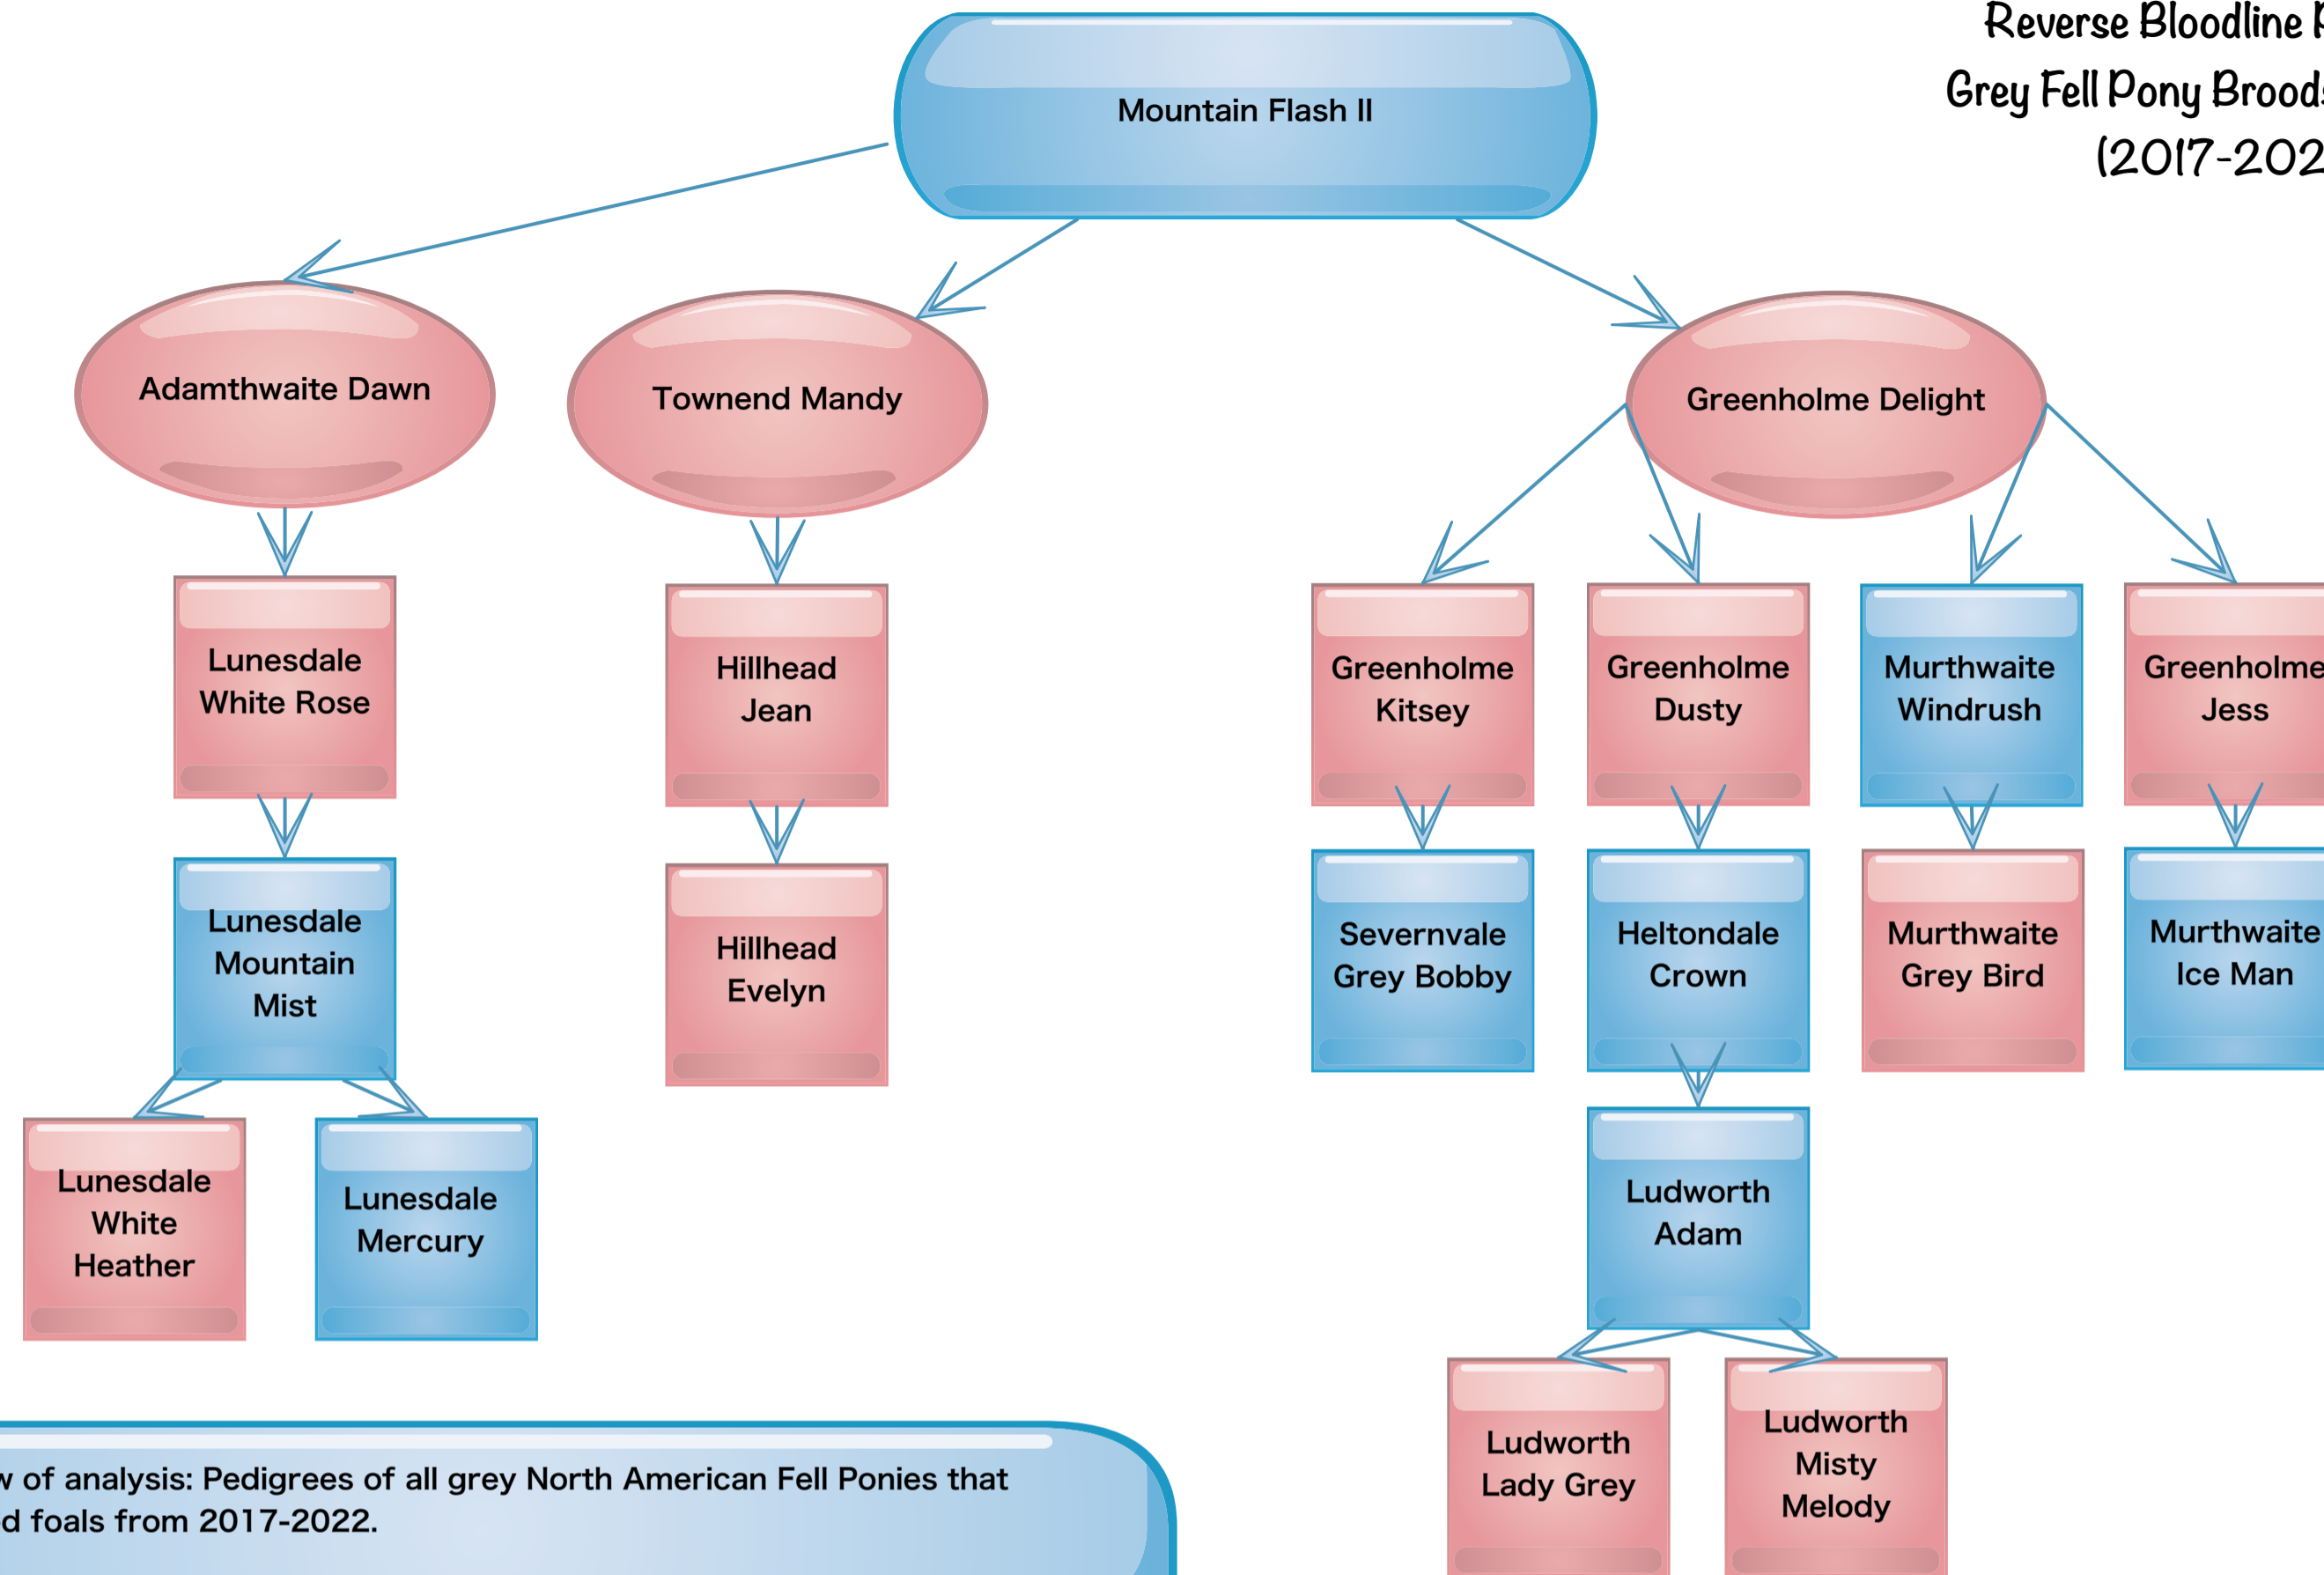 Reverse Bloodline
Grey Fell Pony
(2017-202
Mountain Flash II
Adamthwaite Dawn
Townend Mandy
Greenholme Delight
Lunesdale
White Rose
Hillhead
Jean
Greenholme
Kitsey
Greenholme
Dusty
Murthwaite
Windrush
Greenholme
Jess
Lunesdale
Mountain
Mist
Hillhead
Evelyn
Severnvale
Grey Bobby
Heltondale
Crown
Murthwaite
Grey Bird
Murthwaite
Ice Man
Lunesdale
White
Heather
Lunesdale
Mercury
Ludworth
Adam
Ludworth
Lady Grey
Ludworth
Misty
Melody
of analysis: Pedigrees of all grey North American Fell Ponies that
foals from 2017-2022.